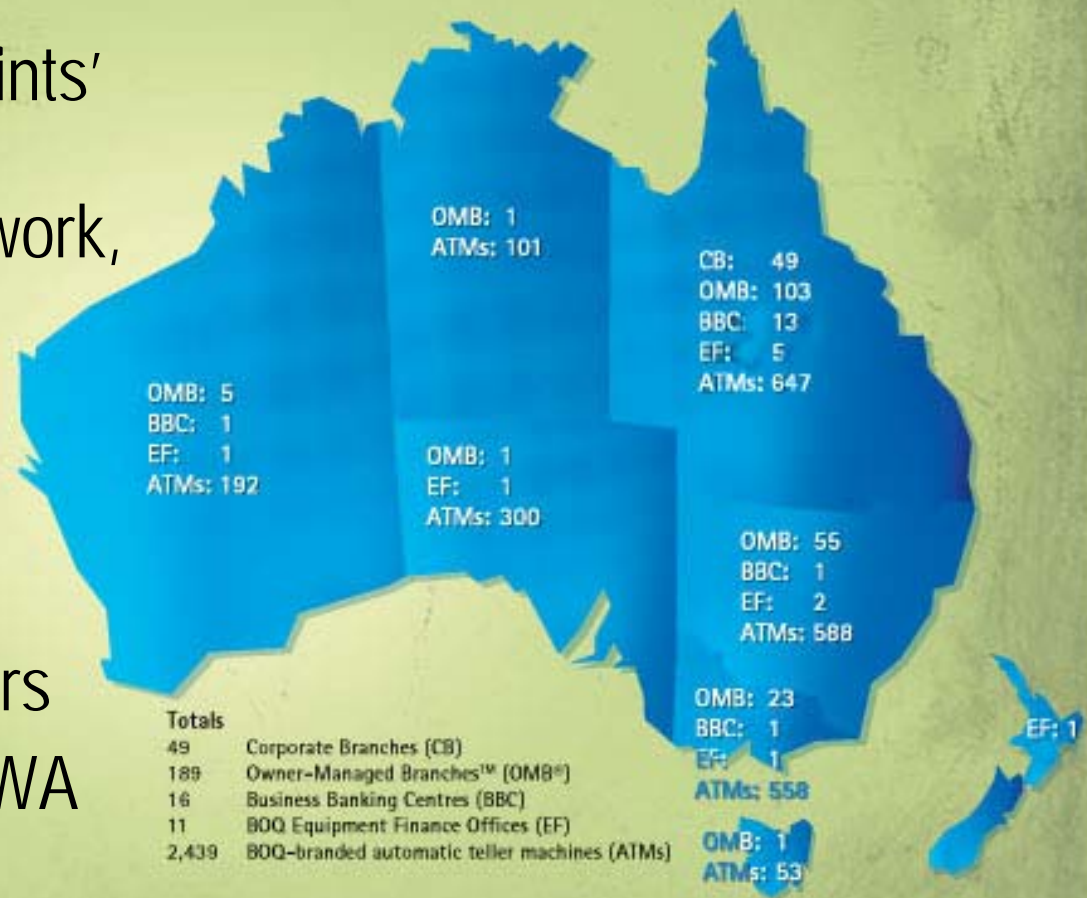 ints'
work,
rs
WA
OMB: 1
ATMs: 101
CB: 49
OMB: 103
BBC: 13
EF: 5
ATMs: 647
OMB: 5
BBC: 1
EF: 1
ATMs: 192
OMB: 1
EF: 1
ATMs: 300
OMB: 55
BBC: 1
EF: 2
ATMs: 588
OMB: 23
BBC: 1
EF: 1
ATMs: 558
OMB: 1
ATMs: 53
EF: 1
Totals
49 Corporate Branches (CB)
189 Owner-Managed Branches™ (OMB®)
16 Business Banking Centres (BBC)
11 BOQ Equipment Finance Offices (EF)
2,439 BOQ-branded automatic teller machines (ATMs)